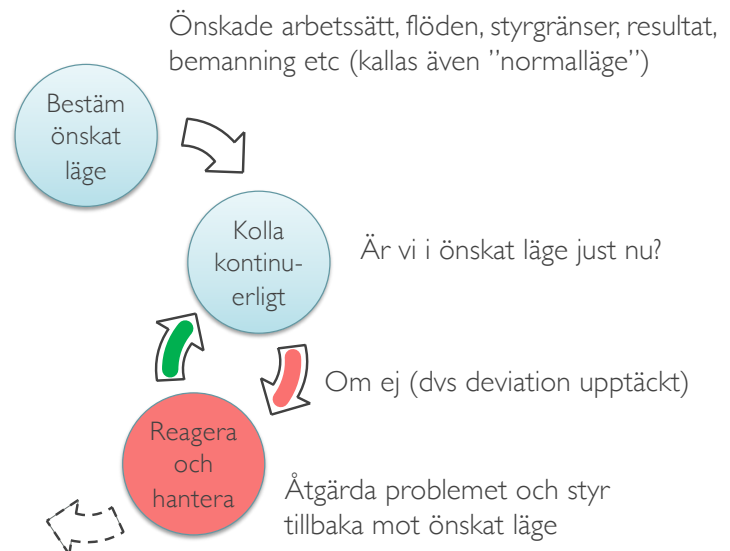 Önskade arbetssätt, flöden, styrgränser, resultat,
bemanning etc (kallas även ”normalläge”)
Bestäm
önskat
läge
Kolla
kontinu-
erligt
Är vi i önskat läge just nu?
Om ej (dvs deviation upptäckt)
Reagera
och
hantera
Åtgärda problemet och styr
tillbaka mot önskat läge